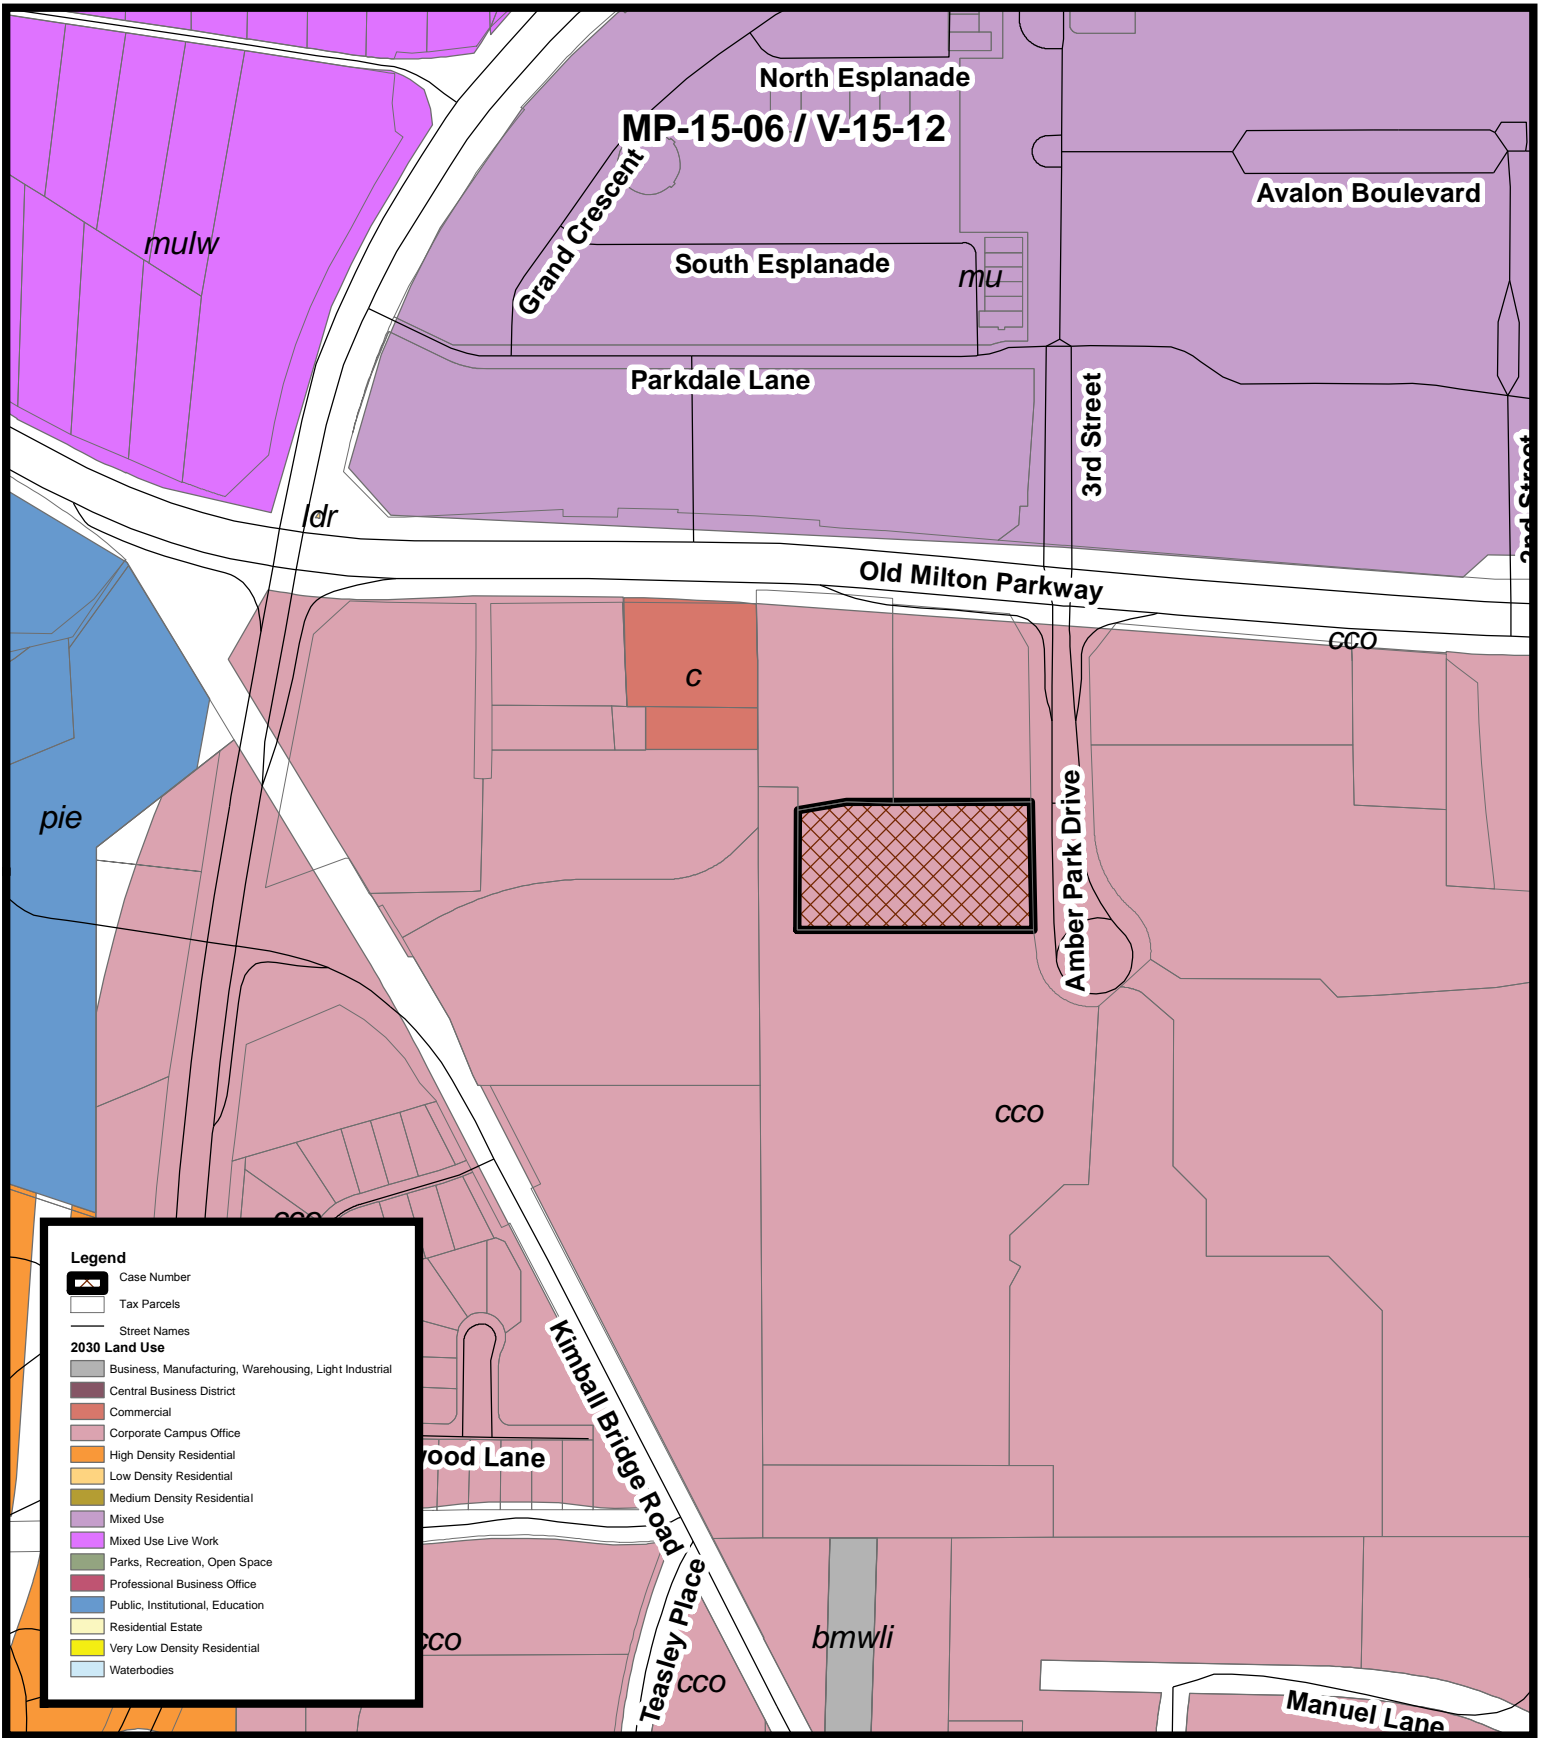 North Esplanade
MP-15-06 / V-15-12
Grand Crescent
Avalon Boulevard
mulw
South Esplanade
mu
Parkdale Lane
3rd Street
2nd Street
ldr
Old Milton Parkway
cco
c
pie
Amber Park Drive
cco
cco
Legend
Case Number
Tax Parcels
Street Names
2030 Land Use
Business, Manufacturing, Warehousing, Light Industrial
Central Business District
Commercial
Corporate Campus Office
High Density Residential
Low Density Residential
Medium Density Residential
Mixed Use
Mixed Use Live Work
Parks, Recreation, Open Space
Professional Business Office
Public, Institutional, Education
Residential Estate
Very Low Density Residential
Waterbodies
Kimball Bridge Road
wood Lane
Teasley Place
cco
cco
bmwli
Manuel Lane